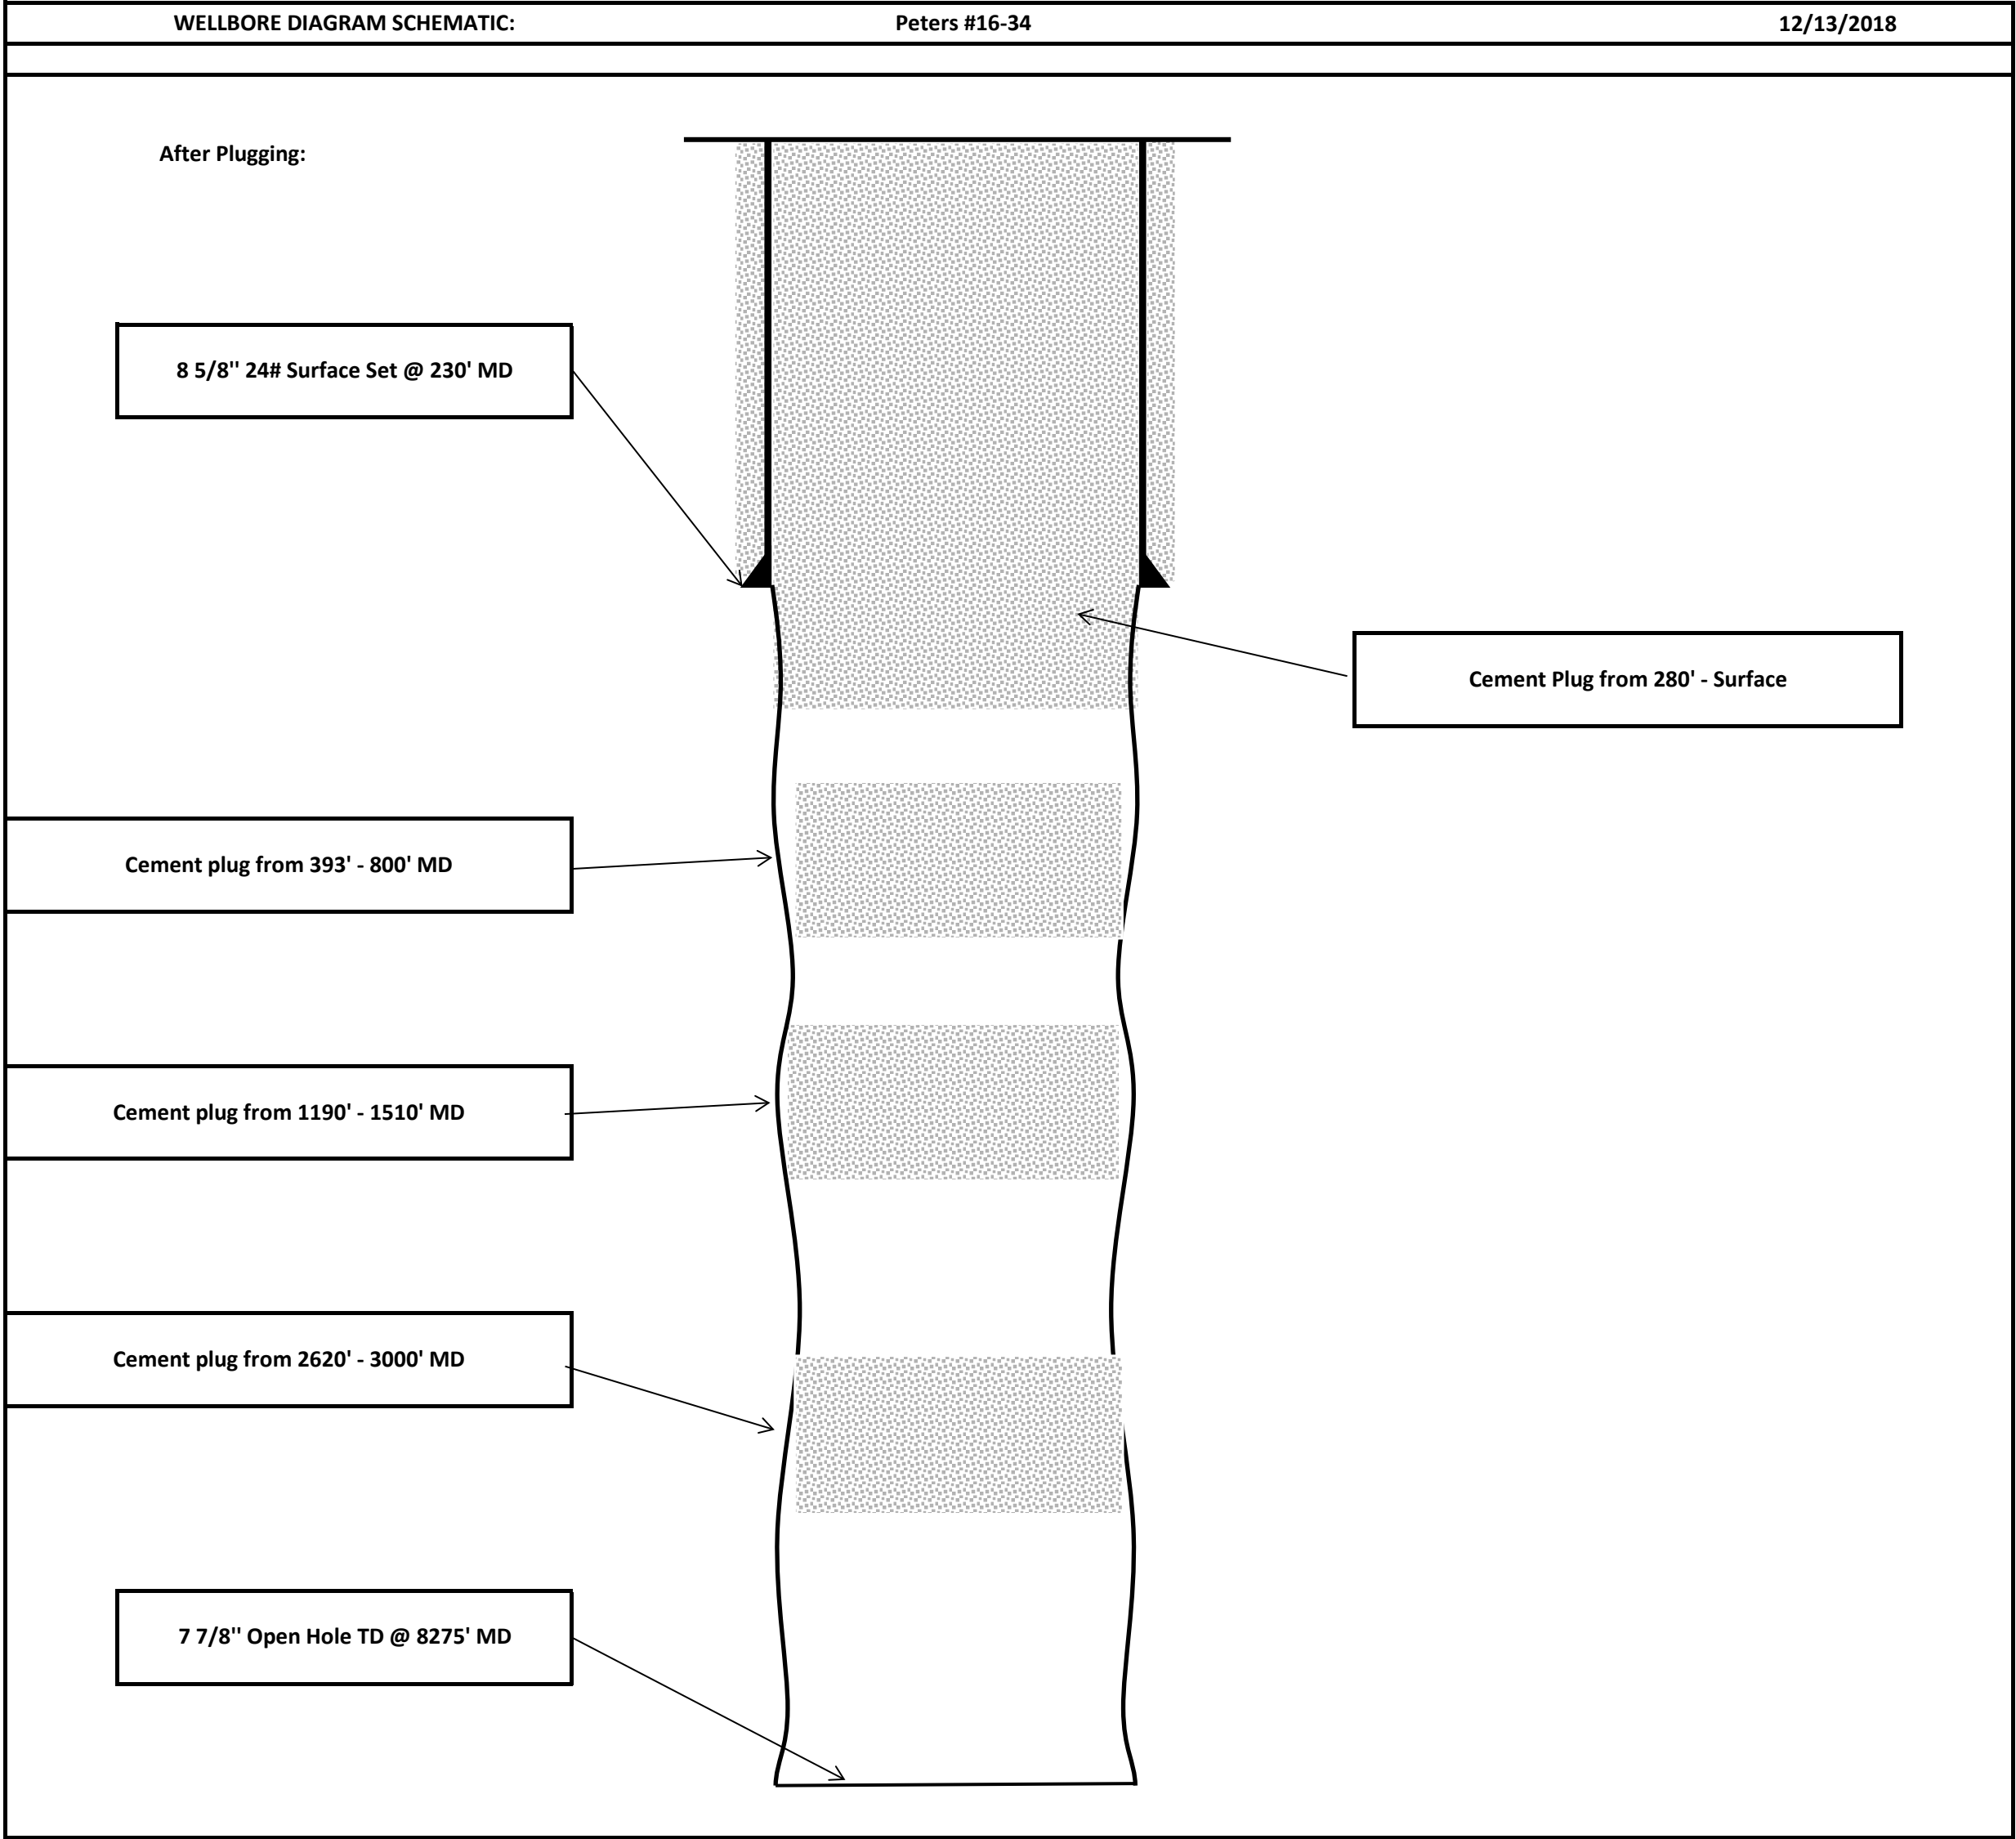 WELLBORE DIAGRAM SCHEMATIC: Peters #16-34 12/13/2018
After Plugging:
8 5/8" 24# Surface Set @ 230' MD
Cement Plug from 280' - Surface
Cement plug from 393' - 800' MD
Cement plug from 1190' - 1510' MD
Cement plug from 2620' - 3000' MD
7 7/8" Open Hole TD @ 8275' MD